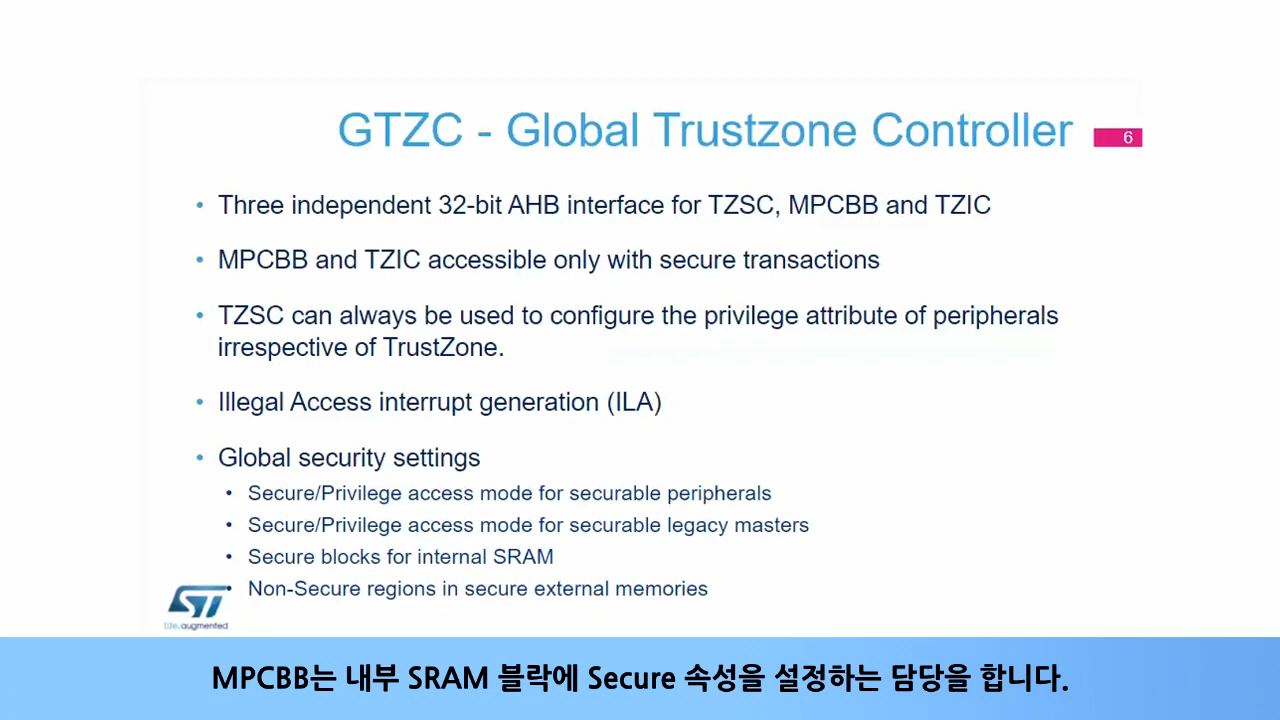 GTZC - Global Trustzone Controller
6
• Three independent 32-bit AHB interface for TZSC, MPCBB and TZIC
• MPCBB and TZIC accessible only with secure transactions
• TZSC can always be used to configure the privilege attribute of peripherals
irrespective of TrustZone.
• Illegal Access interrupt generation (ILA)
• Global security settings
• Secure/Privilege access mode for securable peripherals
• Secure/Privilege access mode for securable legacy masters
• Secure blocks for internal SRAM
• Non-Secure regions in secure external memories
ST
life.augmented
MPCBB는 내부 SRAM 블락에 Secure 속성을 설정하는 담당을 합니다.